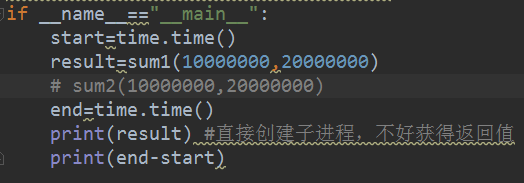 if __name__=="__main__":
    start=time.time()
    result=sum1(10000000,20000000)
    # sum2(10000000,20000000)
    end=time.time()
    print(result) #直接创建子进程，不好获得返回值
    print(end-start)